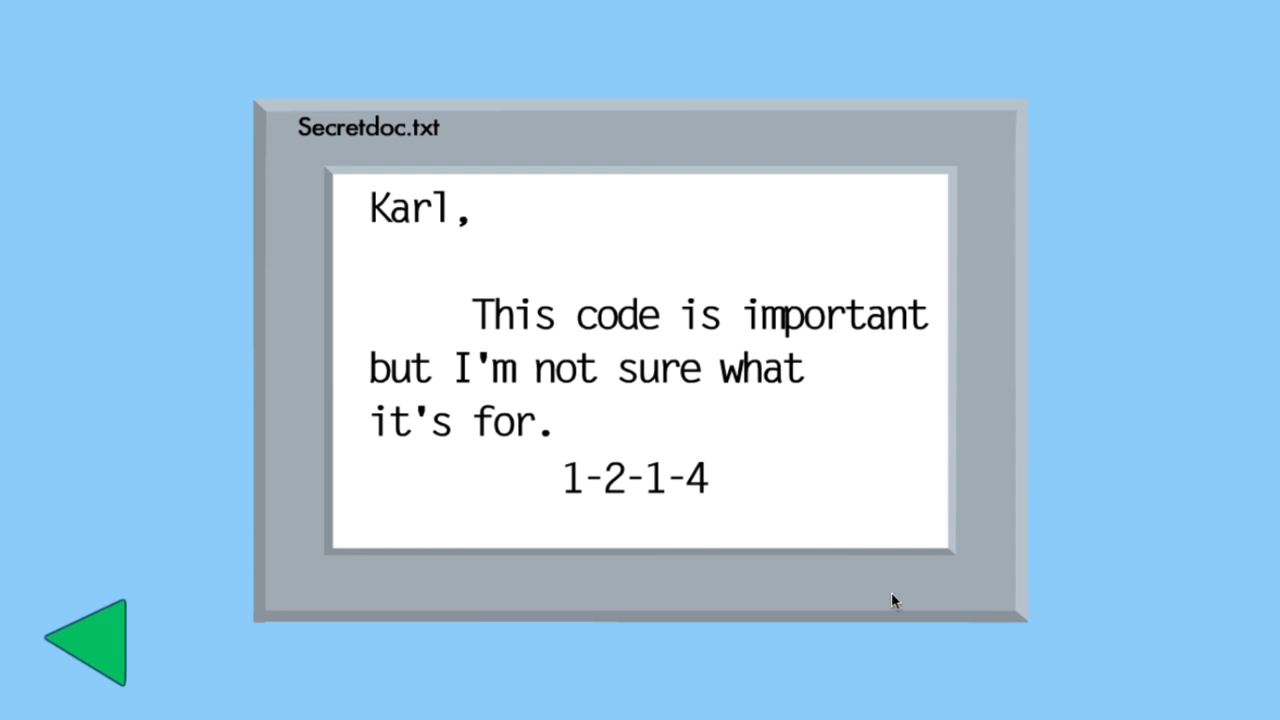 Secretdoc.txt
Karl,
This code is important
but I'm not sure what
it's for.
1-2-1-4